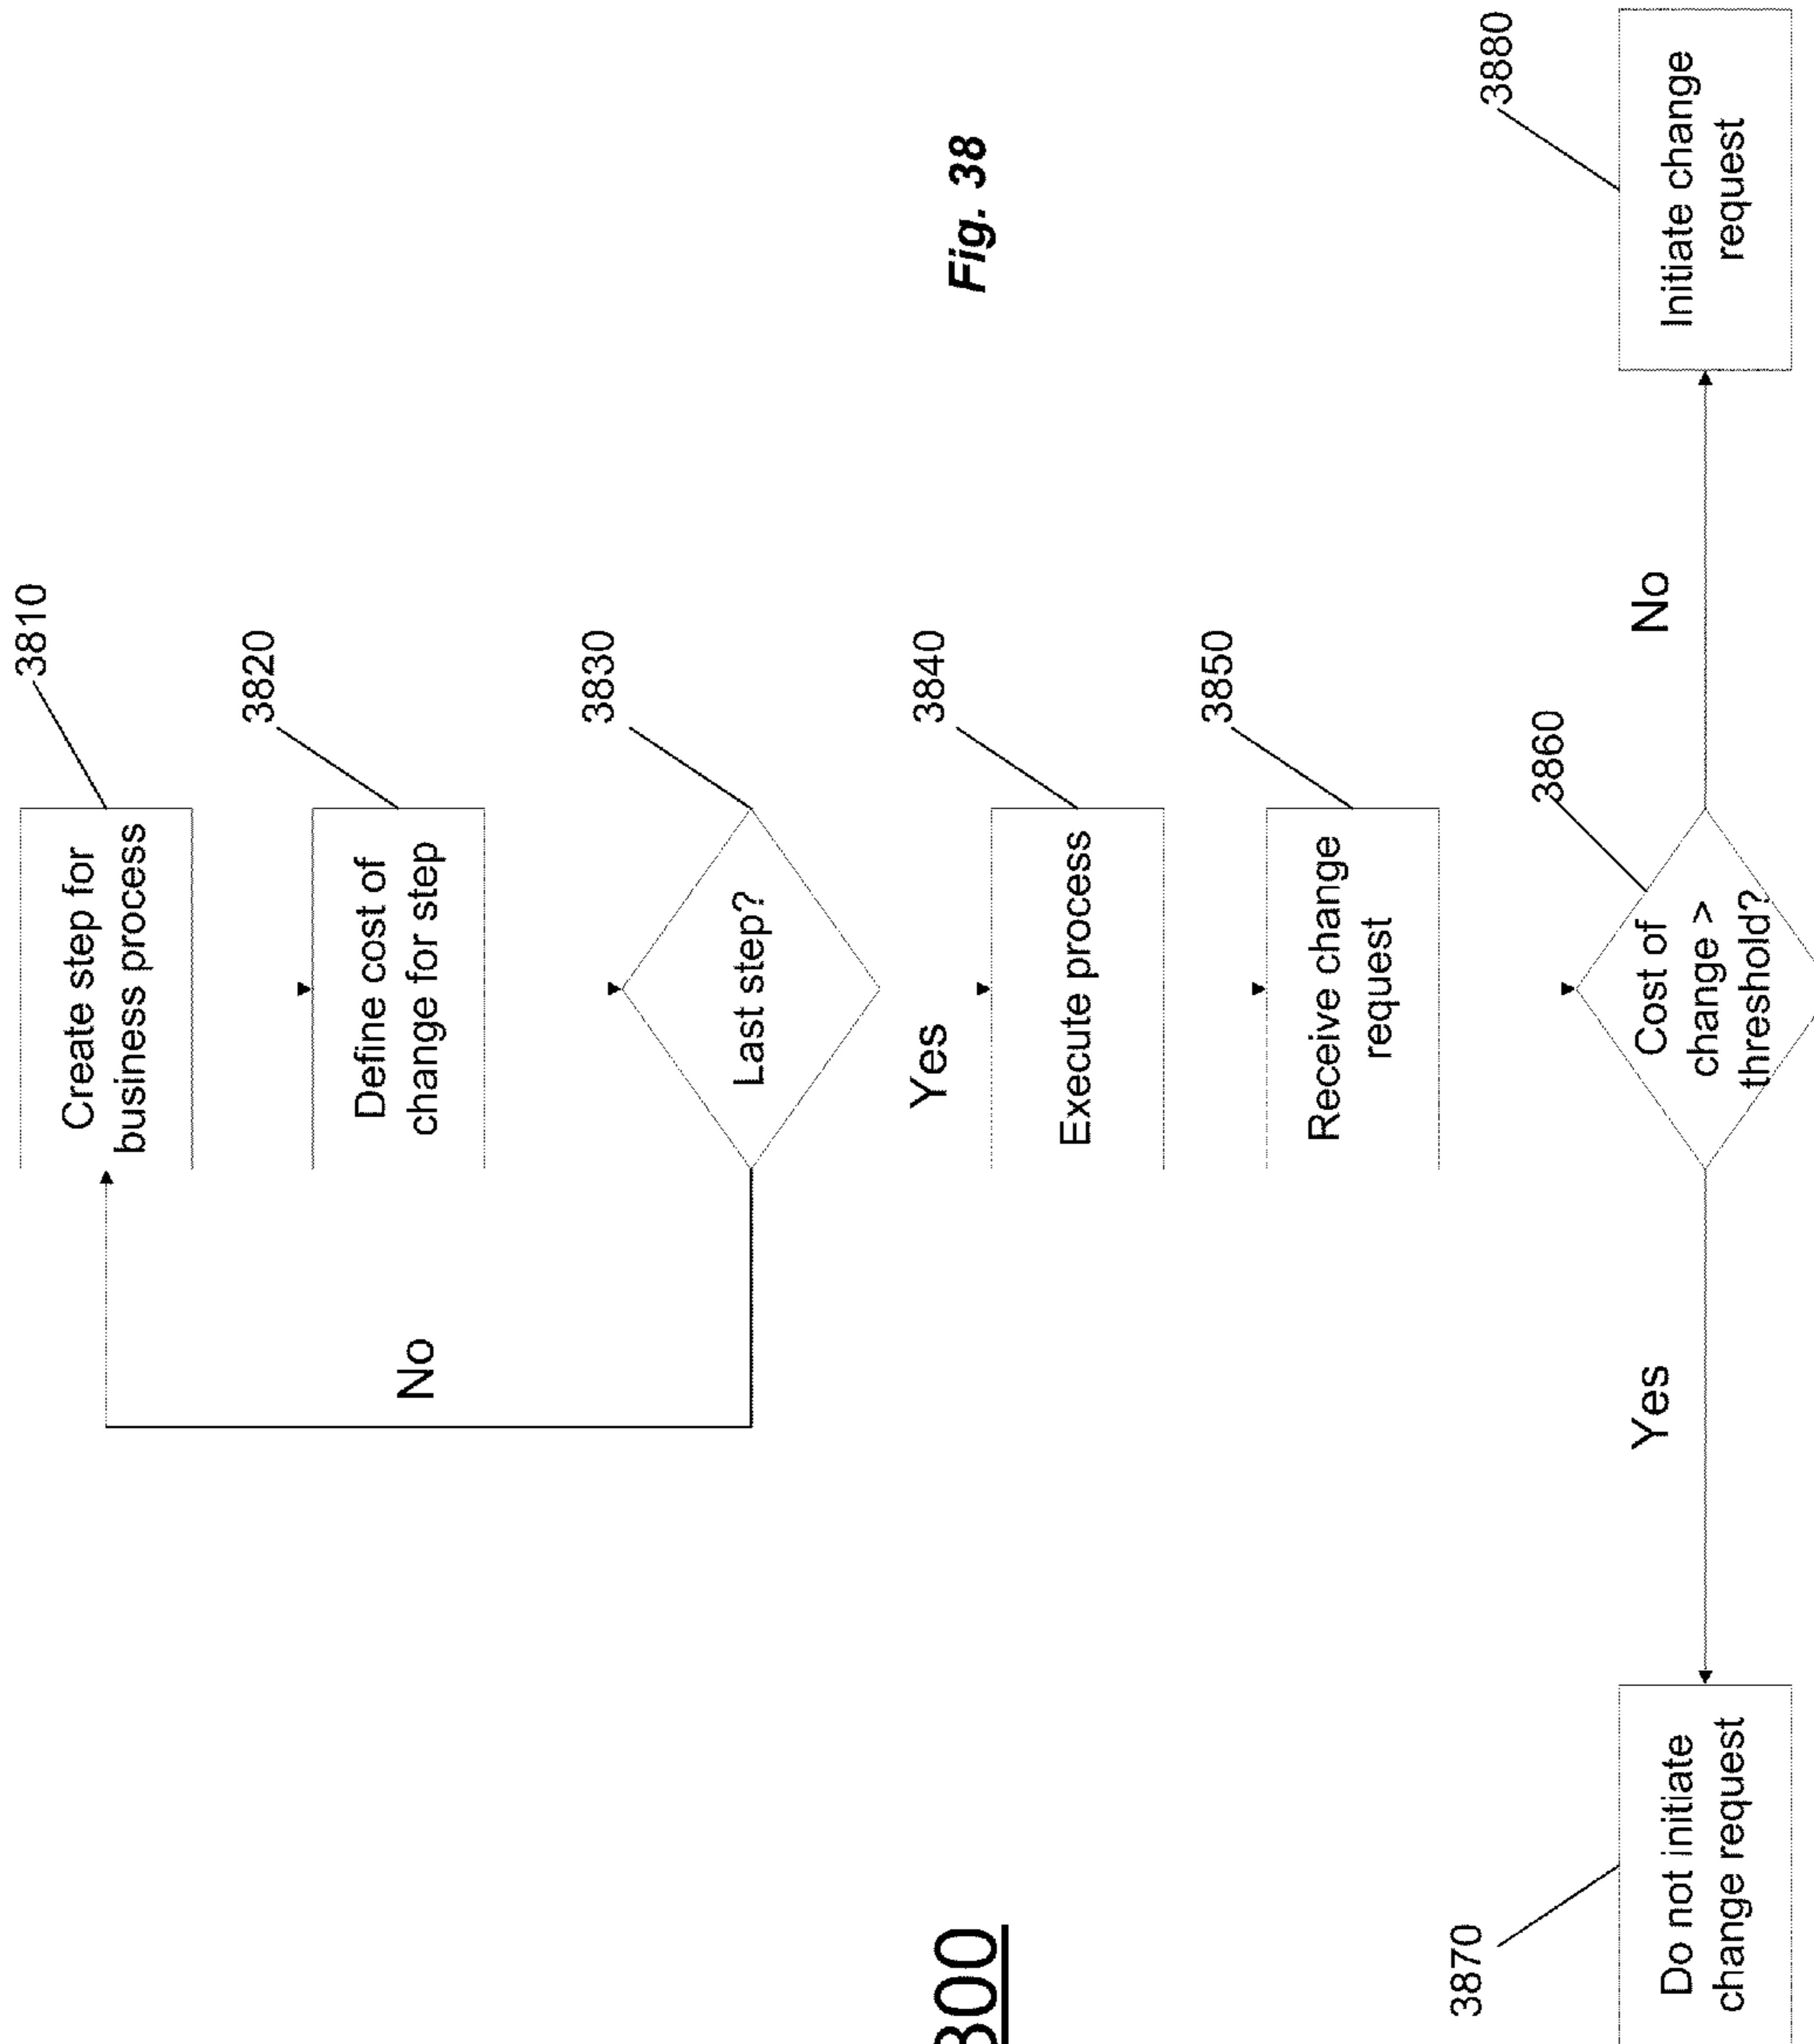 3810
Create step for
business process
3820
Define cost of
change for step
No
3830
Last step?
Yes
3840
Execute process
Fig. 38
3850
Receive change
request
3860
Cost of
change >
threshold?
Yes
No
3870
Do not initiate
change request
3880
Initiate change
request